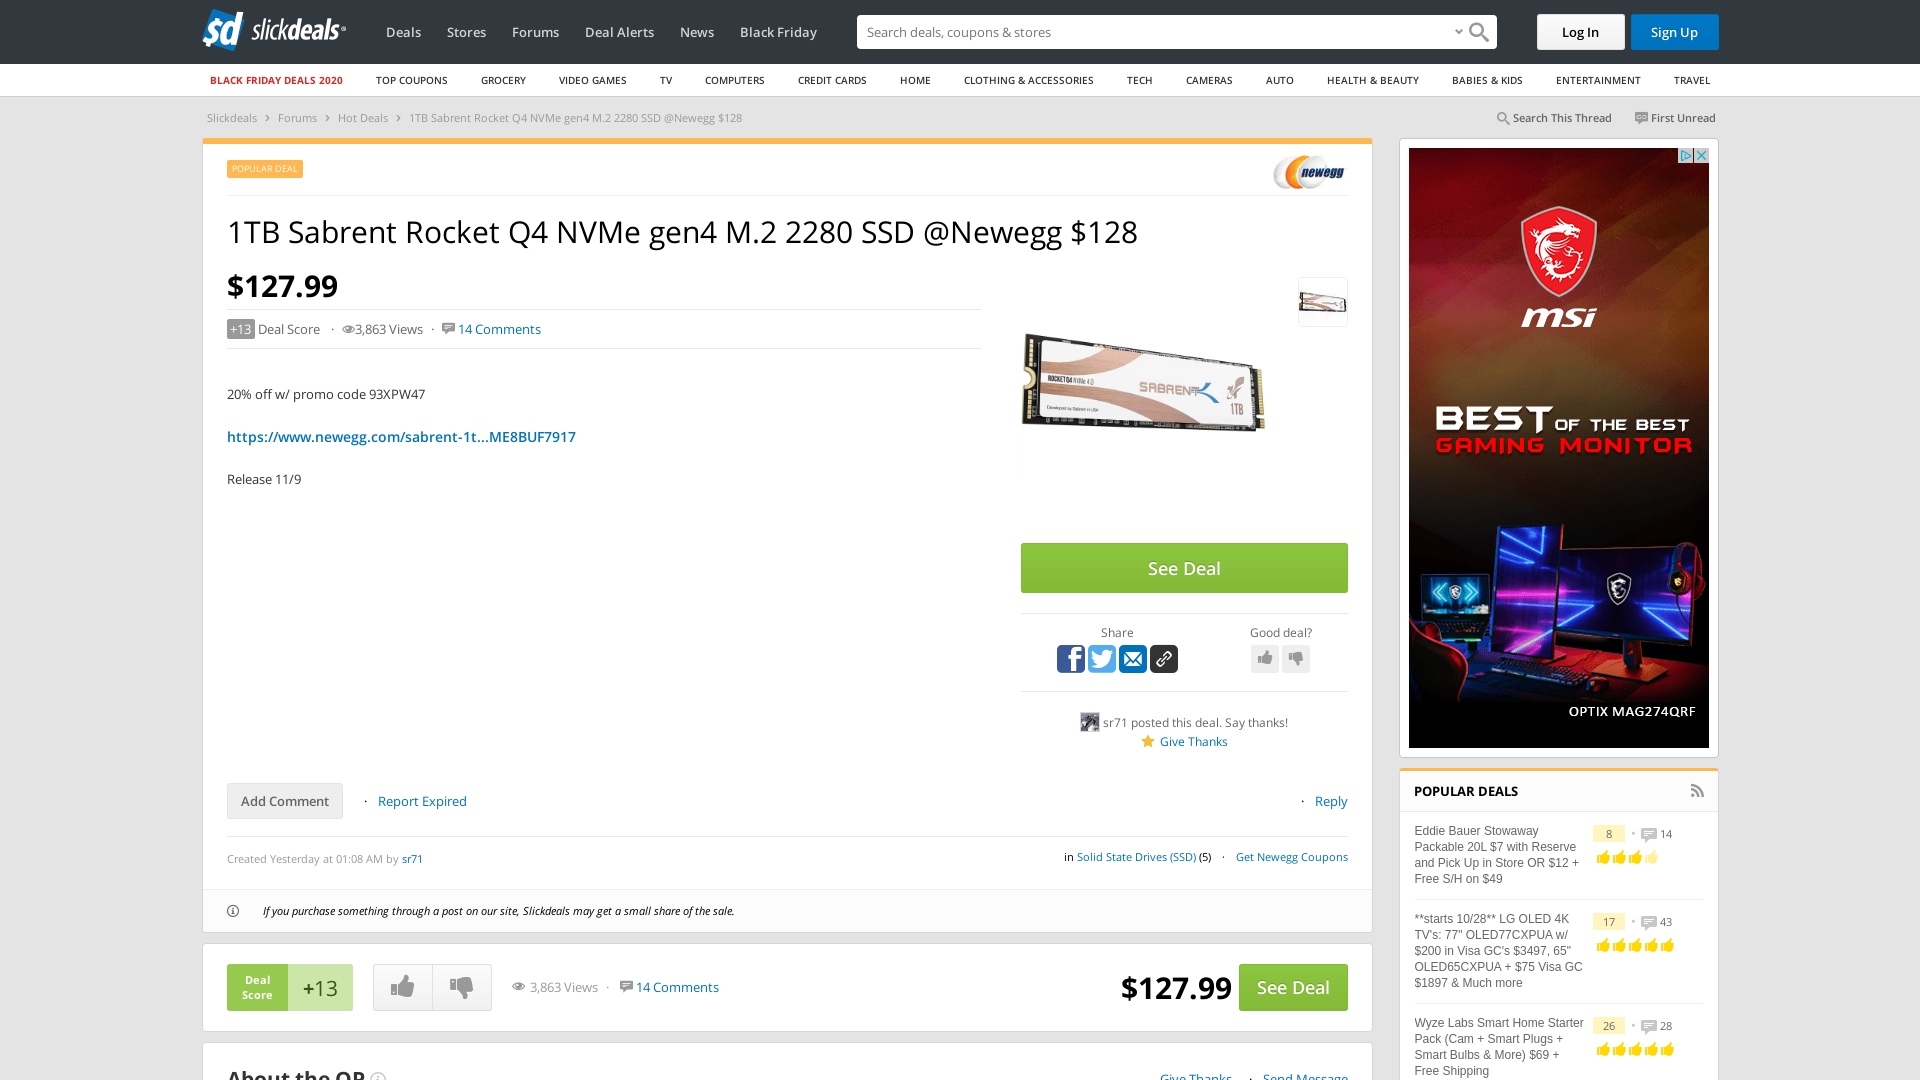 slickdeals
Deals
Stores
Forums
Deal Alerts
News
Black Friday
Search deals, coupons & stores
Log In
Sign Up
BLACK FRIDAY DEALS 2020
TOP COUPONS
GROCERY
VIDEO GAMES
TV
COMPUTERS
CREDIT CARDS
HOME
CLOTHING & ACCESSORIES
TECH
CAMERAS
AUTO
HEALTH & BEAUTY
BABIES & KIDS
ENTERTAINMENT
TRAVEL
Slickdeals › Forums › Hot Deals › 1TB Sabrent Rocket Q4 NVMe gen4 M.2 2280 SSD @Newegg $128
Search This Thread
First Unread
POPULAR DEAL
newegg
1TB Sabrent Rocket Q4 NVMe gen4 M.2 2280 SSD @Newegg $128
$127.99
+13 Deal Score · 3,863 Views · 14 Comments
20% off w/ promo code 93XPW47
https://www.newegg.com/sabrent-1t...ME8BUF7917
Release 11/9
ROCKET Q4 NVMe 4.0
SABRENT
1TB
See Deal
Share
Good deal?
sr71 posted this deal. Say thanks!
Give Thanks
Add Comment
· Report Expired
· Reply
Created Yesterday at 01:08 AM by sr71
in Solid State Drives (SSD) (5) · Get Newegg Coupons
If you purchase something through a post on our site, Slickdeals may get a small share of the sale.
Deal
Score
+13
3,863 Views · 14 Comments
$127.99
See Deal
About the OP
Give Thanks · Send Message
msi
BEST OF THE BEST
GAMING MONITOR
OPTIX MAG274QRF
POPULAR DEALS
Eddie Bauer Stowaway
Packable 20L $7 with Reserve
and Pick Up in Store OR $12 +
Free S/H on $49
8 • 14
**starts 10/28** LG OLED 4K
TV's: 77" OLED77CXPUA w/
$200 in Visa GC's $3497, 65"
OLED65CXPUA + $75 Visa GC
$1897 & Much more
17 • 43
Wyze Labs Smart Home Starter
Pack (Cam + Smart Plugs +
Smart Bulbs & More) $69 +
Free Shipping
26 • 28